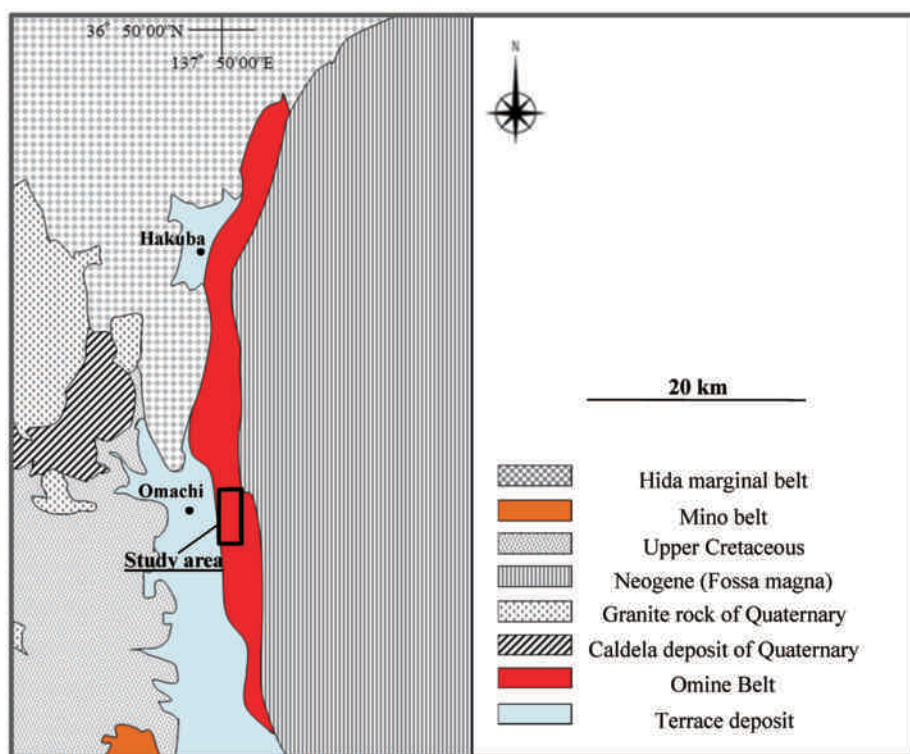 36° 50'00"N
137° 50'00"E
N
Hakuba
20 km
Omachi
Study area
Hida marginal belt
Mino belt
Upper Cretaceous
Neogene (Fossa magna)
Granite rock of Quaternary
Caldela deposit of Quaternary
Omine Belt
Terrace deposit